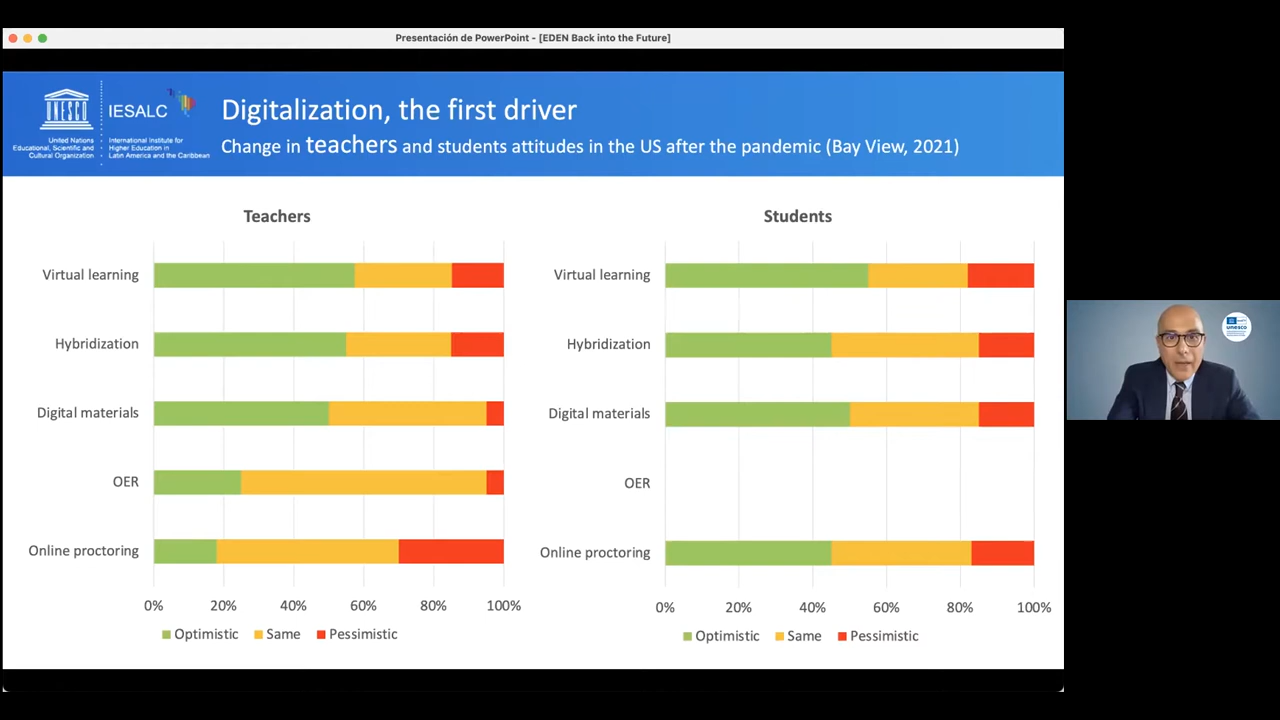 Presentación de PowerPoint - [EDEN Back into the Future]
UNESCO
IESALC
United Nations
Educational, Scientific and
Cultural Organization
International Institute for
Higher Education in
Latin America and the Caribbean
Digitalization, the first driver
Change in teachers and students attitudes in the US after the pandemic (Bay View, 2021)
Teachers
Virtual learning
Hybridization
Digital materials
OER
Online proctoring
0% 20% 40% 60% 80% 100%
Optimistic Same Pessimistic
Students
Virtual learning
Hybridization
Digital materials
OER
Online proctoring
0% 20% 40% 60% 80% 100%
Optimistic Same Pessimistic
unesco